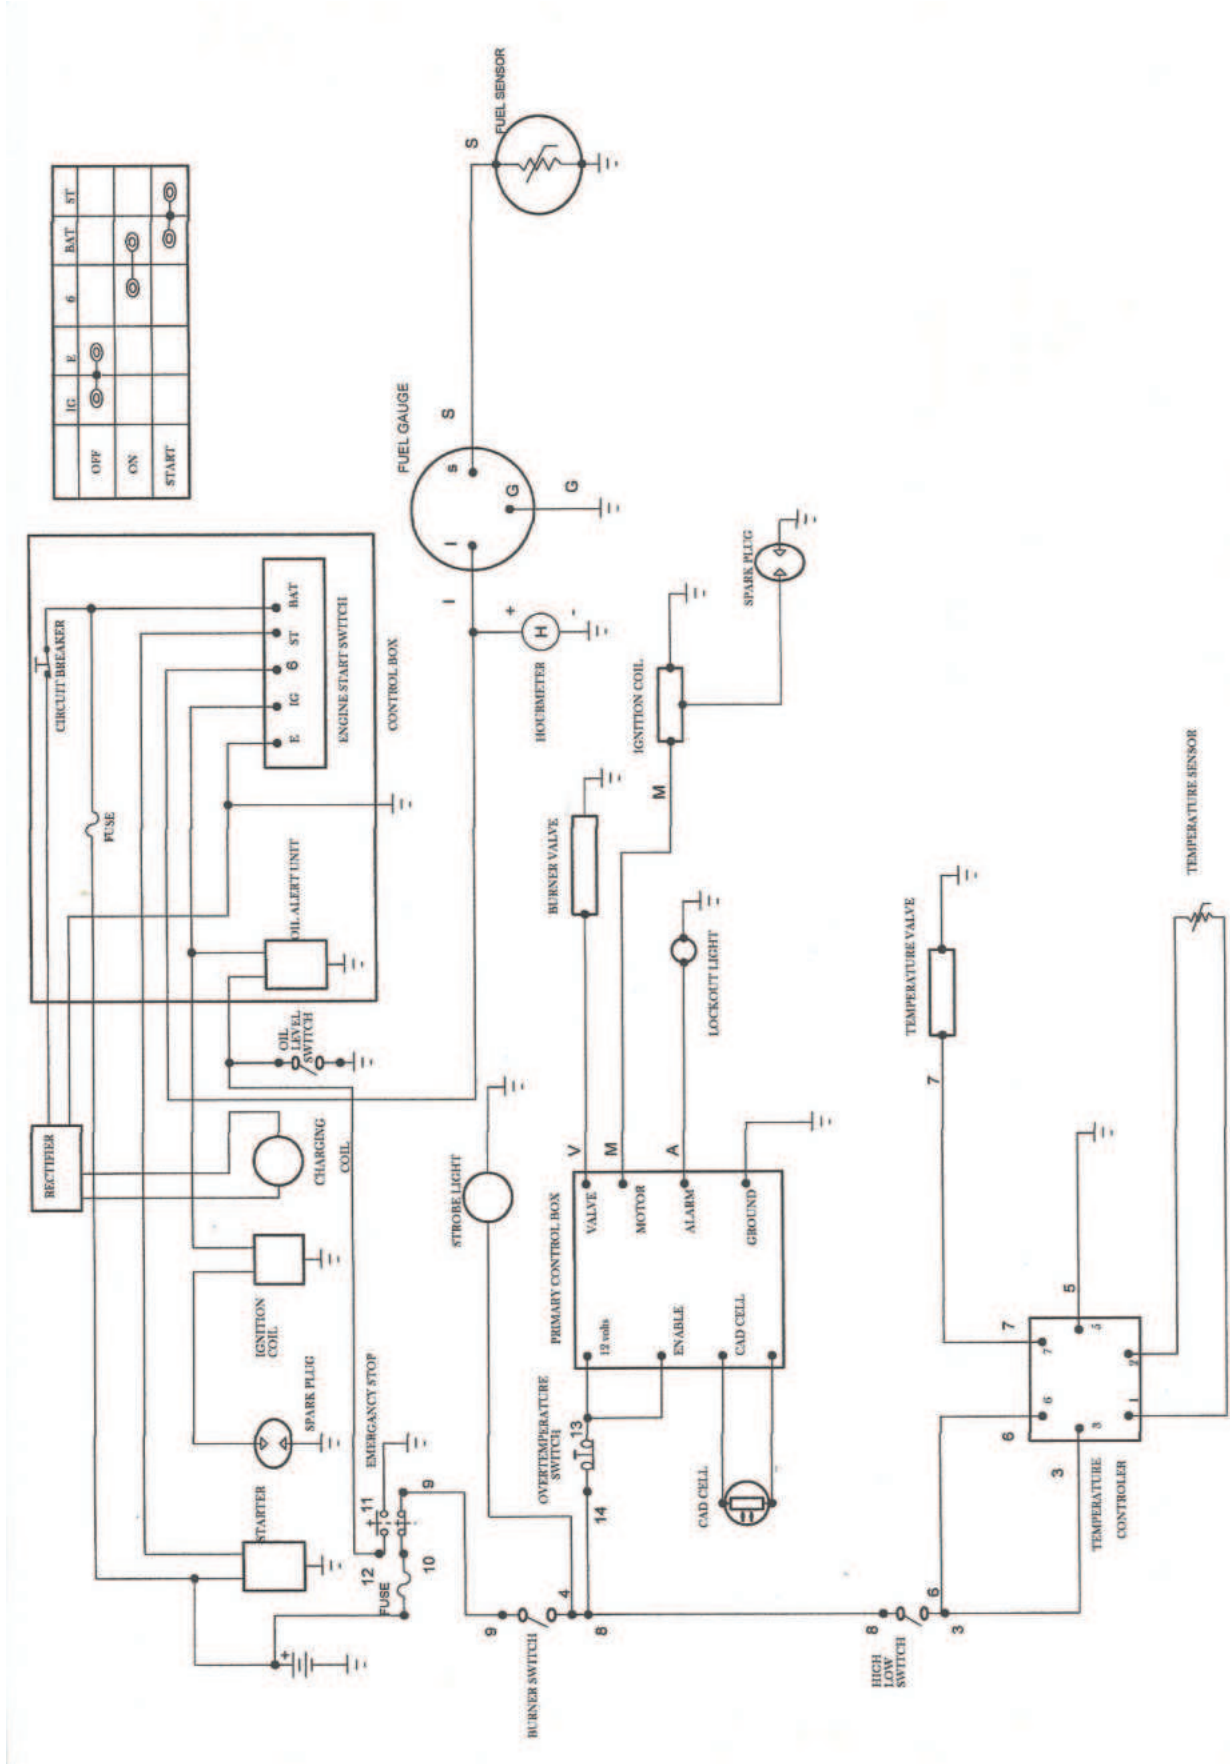 IG E 6 BAT ST
OFF
ON
START
RECTIFIER
CIRCUIT BREAKER
FUSE
E IG 6 ST BAT
ENGINE START SWITCH
CONTROL BOX
OIL ALERT UNIT
OIL
LEVEL
SWITCH
CHARGING
COIL
IGNITION
COIL
SPARK PLUG
STARTER
+
EMERGANCY STOP
12 11
FUSE
10 9
FUEL GAUGE
I S
G
I S S
G
FUEL SENSOR
+
H
-
HOURMETER
STROBE LIGHT
9 4
8
BURNER SWITCH
OVERTEMPERATURE
SWITCH
14 13
PRIMARY CONTROL BOX
12 volts VALVE
MOTOR
ENABLE
ALARM
CAD CELL
GROUND
V
M
A
BURNER VALVE
M
IGNITION COIL
SPARK PLUG
LOCKOUT LIGHT
CAD CELL
8 6
3
HIGH
LOW
SWITCH
TEMPERATURE VALVE
7
6 7
3 5
6 7
3 5
1 2
TEMPERATURE
CONTROLER
TEMPERATURE SENSOR